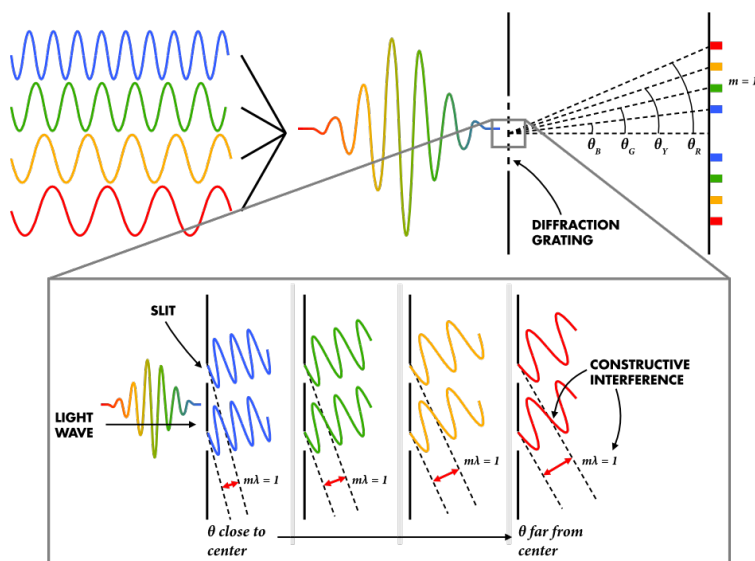 m = 1
θB
θG
θY
θR
DIFFRACTION
GRATING
SLIT
LIGHT
WAVE
CONSTRUCTIVE
INTERFERENCE
mλ = 1
mλ = 1
mλ = 1
mλ = 1
θ close to
center
θ far from
center